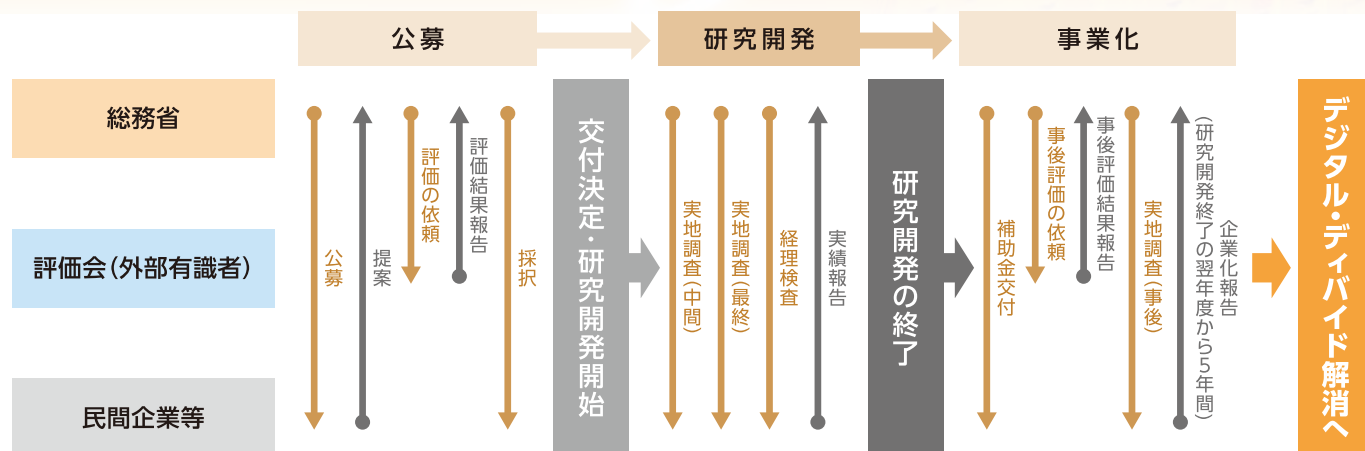 公募
研究開発
事業化
総務省
評価会（外部有識者）
民間企業等
公募
提案
評価の依頼
評価結果報告
採択
交付決定・研究開発開始
実地調査（中間）
実地調査（最終）
経理検査
実績報告
研究開発の終了
補助金交付
事後評価の依頼
事後評価結果報告
実地調査（事後）
企業化報告
（研究開発終了の翌年度から5年間）
デジタル・ディバイド解消へ